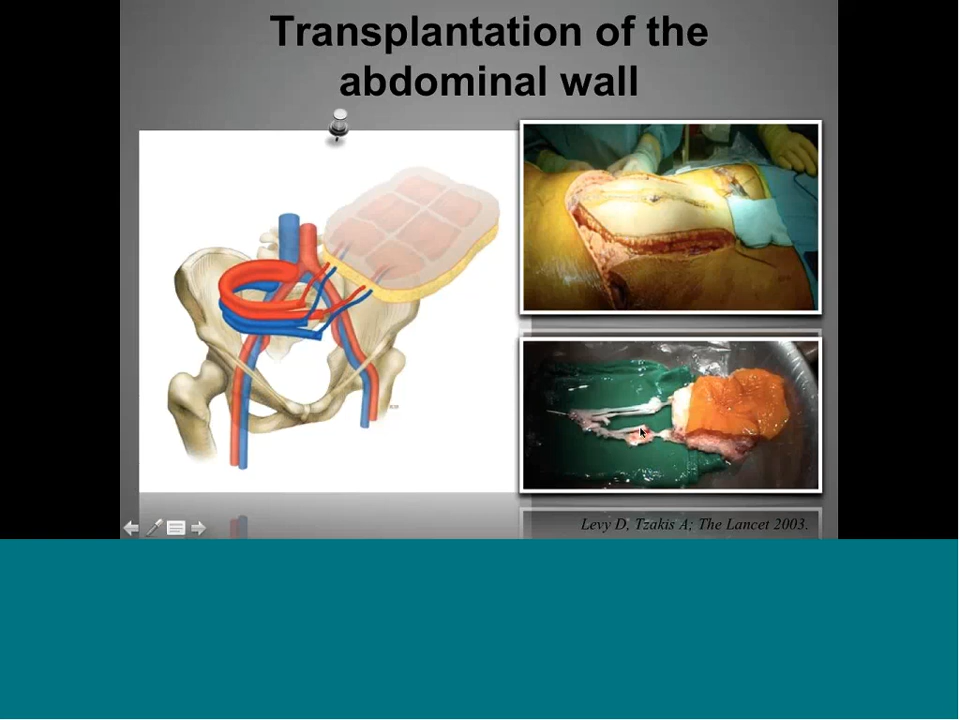 Transplantation of the
abdominal wall
Levy D, Tzakis A; The Lancet 2003.